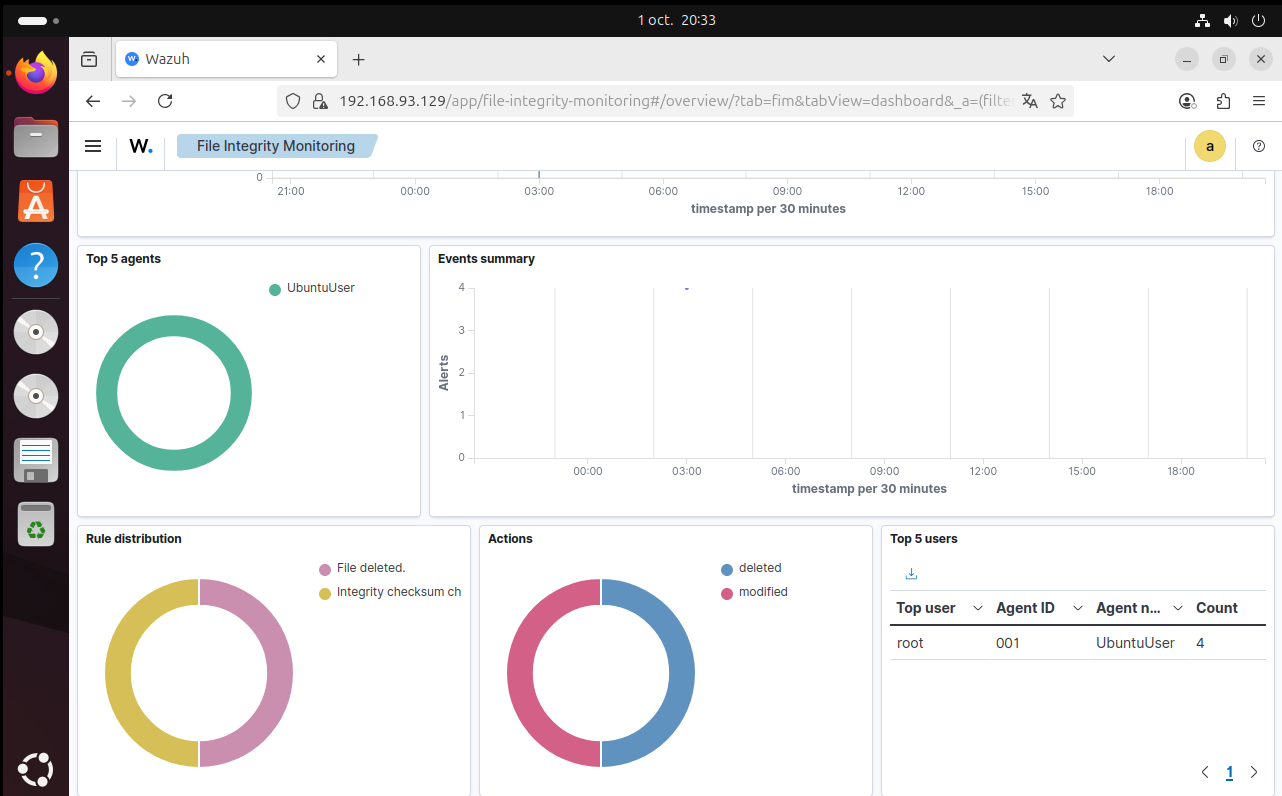 1 oct. 20:33
Wazuh
192.168.93.129/app/file-integrity-monitoring#/overview/?tab=fim&tabView=dashboard&_a=(filter
W. File Integrity Monitoring a
0
21:00 00:00 03:00 06:00 09:00 12:00 15:00 18:00
timestamp per 30 minutes
Top 5 agents
UbuntuUser
Events summary
4
3
2
1
0
Alerts
00:00 03:00 06:00 09:00 12:00 15:00 18:00
timestamp per 30 minutes
Rule distribution
File deleted.
Integrity checksum ch
Actions
deleted
modified
Top 5 users
Top user Agent ID Agent n... Count
root 001 UbuntuUser 4
1